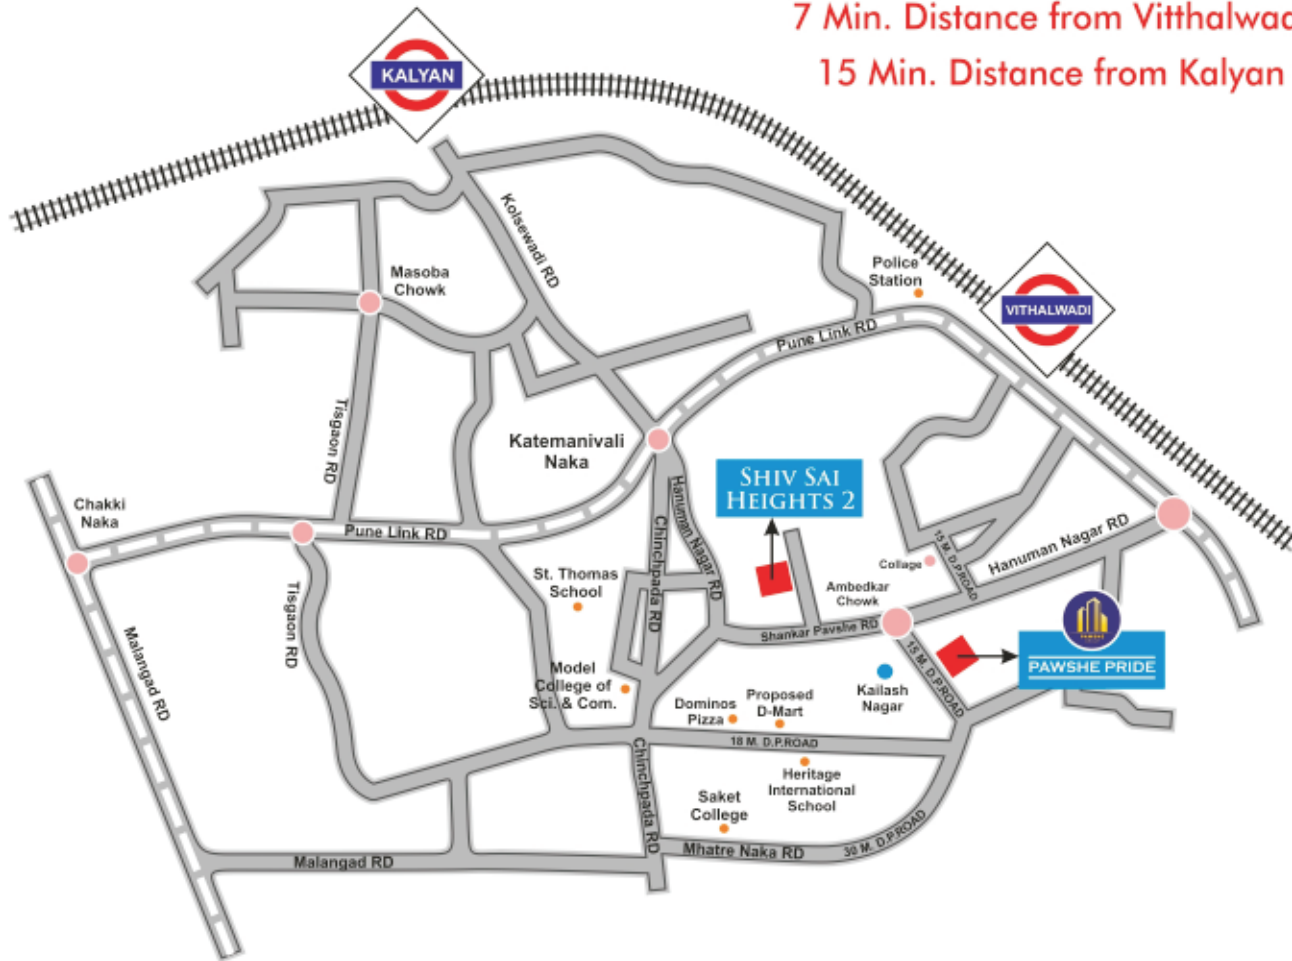 7 Min. Distance from Vitthalwad
15 Min. Distance from Kalyan
KALYAN
Kolsewadi RD
Masoba
Chowk
Police
Station
VITHALWADI
Pune Link RD
Tisgaon RD
Katemanivali
Naka
SHIV SAI
HEIGHTS 2
Chakki
Naka
Pune Link RD
Hanuman Nagar RD
Chinchpada RD
15 M. D.P.ROAD
Hanuman Nagar RD
Collage
St. Thomas
School
Ambedkar
Chowk
Tisgaon RD
Shankar Pavshe RD
PAWSHE
PAWSHE PRIDE
15 M. D.P.ROAD
Malangad RD
Model
College of
Sci. & Com.
Kailash
Nagar
Dominos
Pizza
Proposed
D-Mart
18 M. D.P.ROAD
Chinchpada RD
Heritage
International
School
Saket
College
Mhatre Naka RD
30 M. D.P.ROAD
Malangad RD